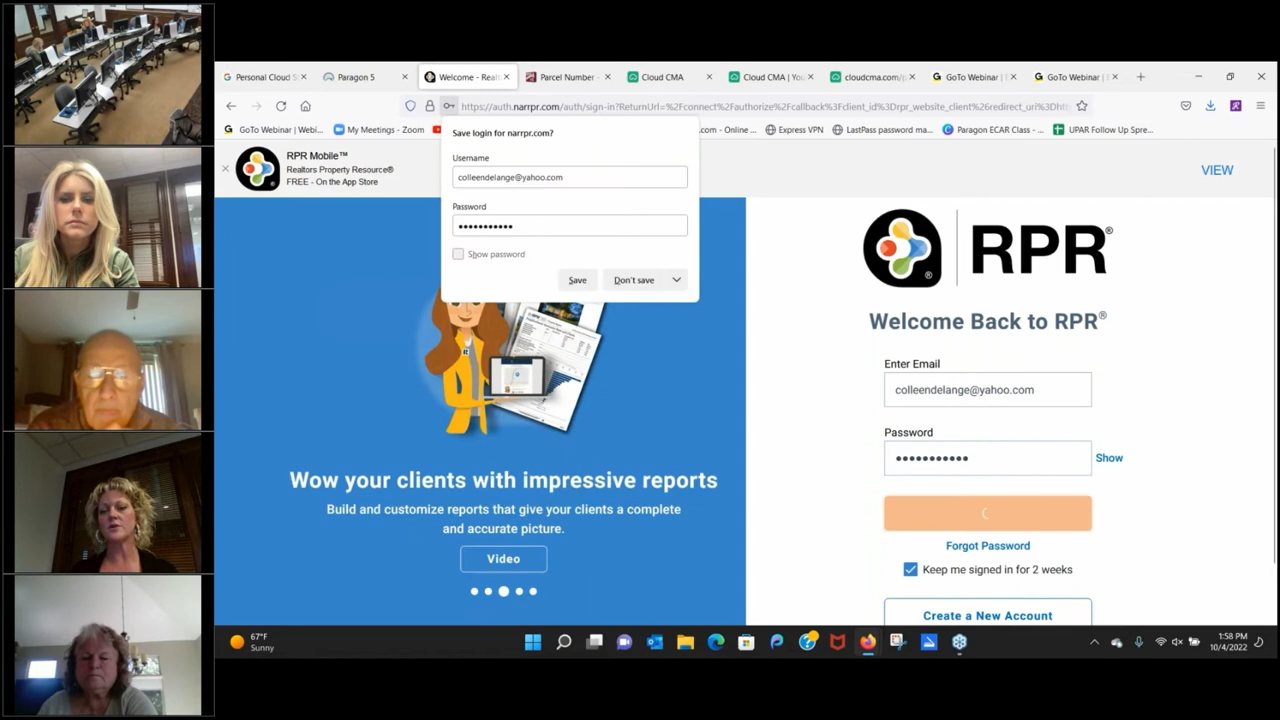 Personal Cloud S
Paragon 5
Welcome - Real
Parcel Number -
Cloud CMA
Cloud CMA | You
cloudcma.com/p
GoTo Webinar |
GoTo Webinar |
https://auth.narrpr.com/auth/sign-in?ReturnUrl=%2Fconnect%2Fauthorize%2Fcallback%3Fclient_id%3Drpr_website_client%26redirect_uri%3Dhtt
GoTo Webinar | Webi...
My Meetings - Zoom
.com - Online ...
Express VPN
LastPass password ma...
Paragon ECAR Class - ...
UPAR Follow Up Spre...
Save login for narrpr.com?
Username
colleendelange@yahoo.com
Password
•••••••••••
Show password
Save
Don't save
RPR Mobile™
Realtors Property Resource®
FREE - On the App Store
VIEW
Wow your clients with impressive reports
Build and customize reports that give your clients a complete
and accurate picture.
Video
RPR®
Welcome Back to RPR®
Enter Email
colleendelange@yahoo.com
Password
•••••••••••
Show
Forgot Password
Keep me signed in for 2 weeks
Create a New Account
67°F
Sunny
1:58 PM
10/4/2022